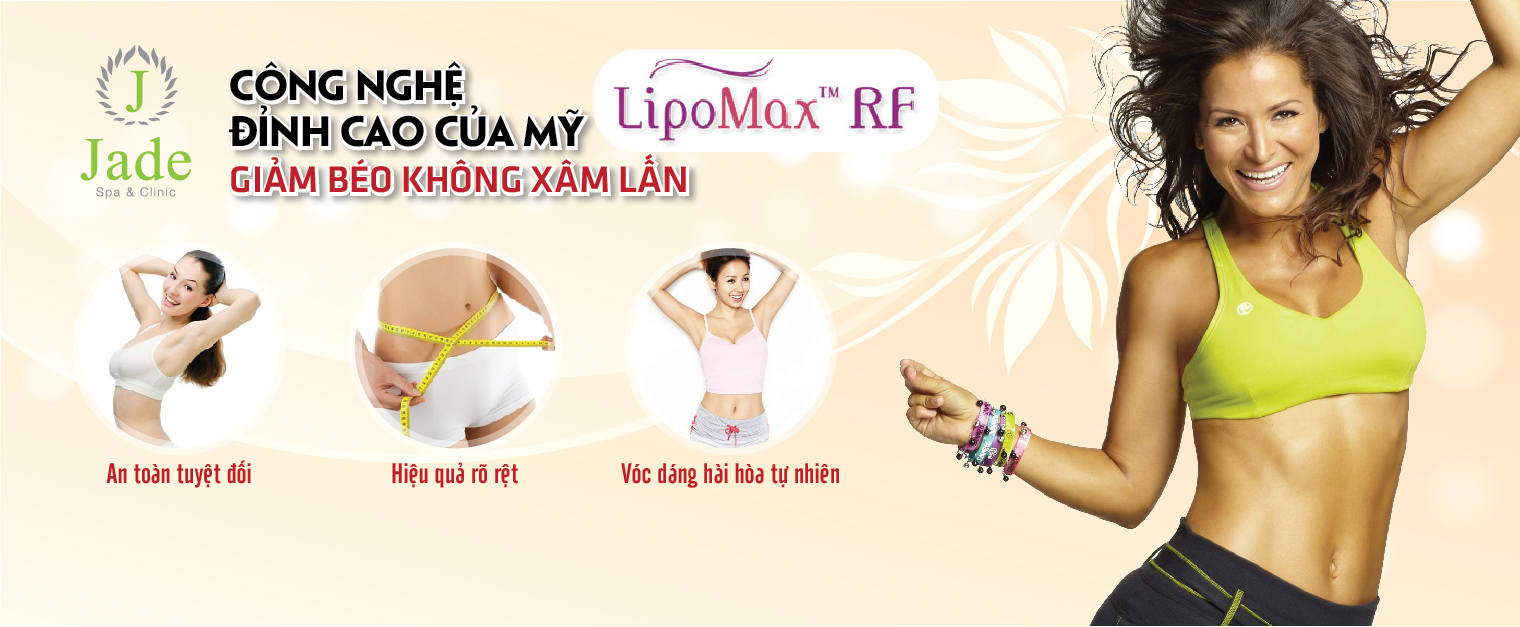 J
Jade
Spa & Clinic
CÔNG NGHỆ
ĐỈNH CAO CỦA MỸ
GIẢM BÉO KHÔNG XÂM LẤN
LipoMax™ RF
An toàn tuyệt đối
Hiệu quả rõ rệt
Vóc dáng hài hòa tự nhiên